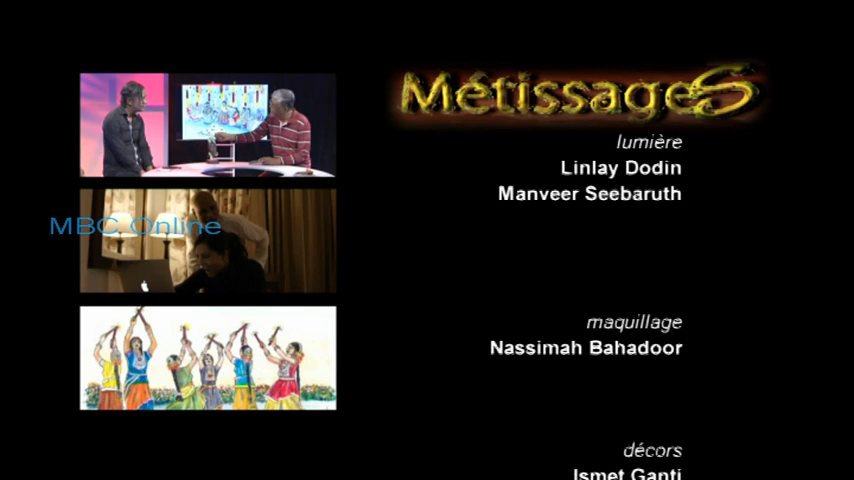 MétissageS
lumière
Linlay Dodin
Manveer Seebaruth
MBC Online
maquillage
Nassimah Bahadoor
décors
Ismet Ganti